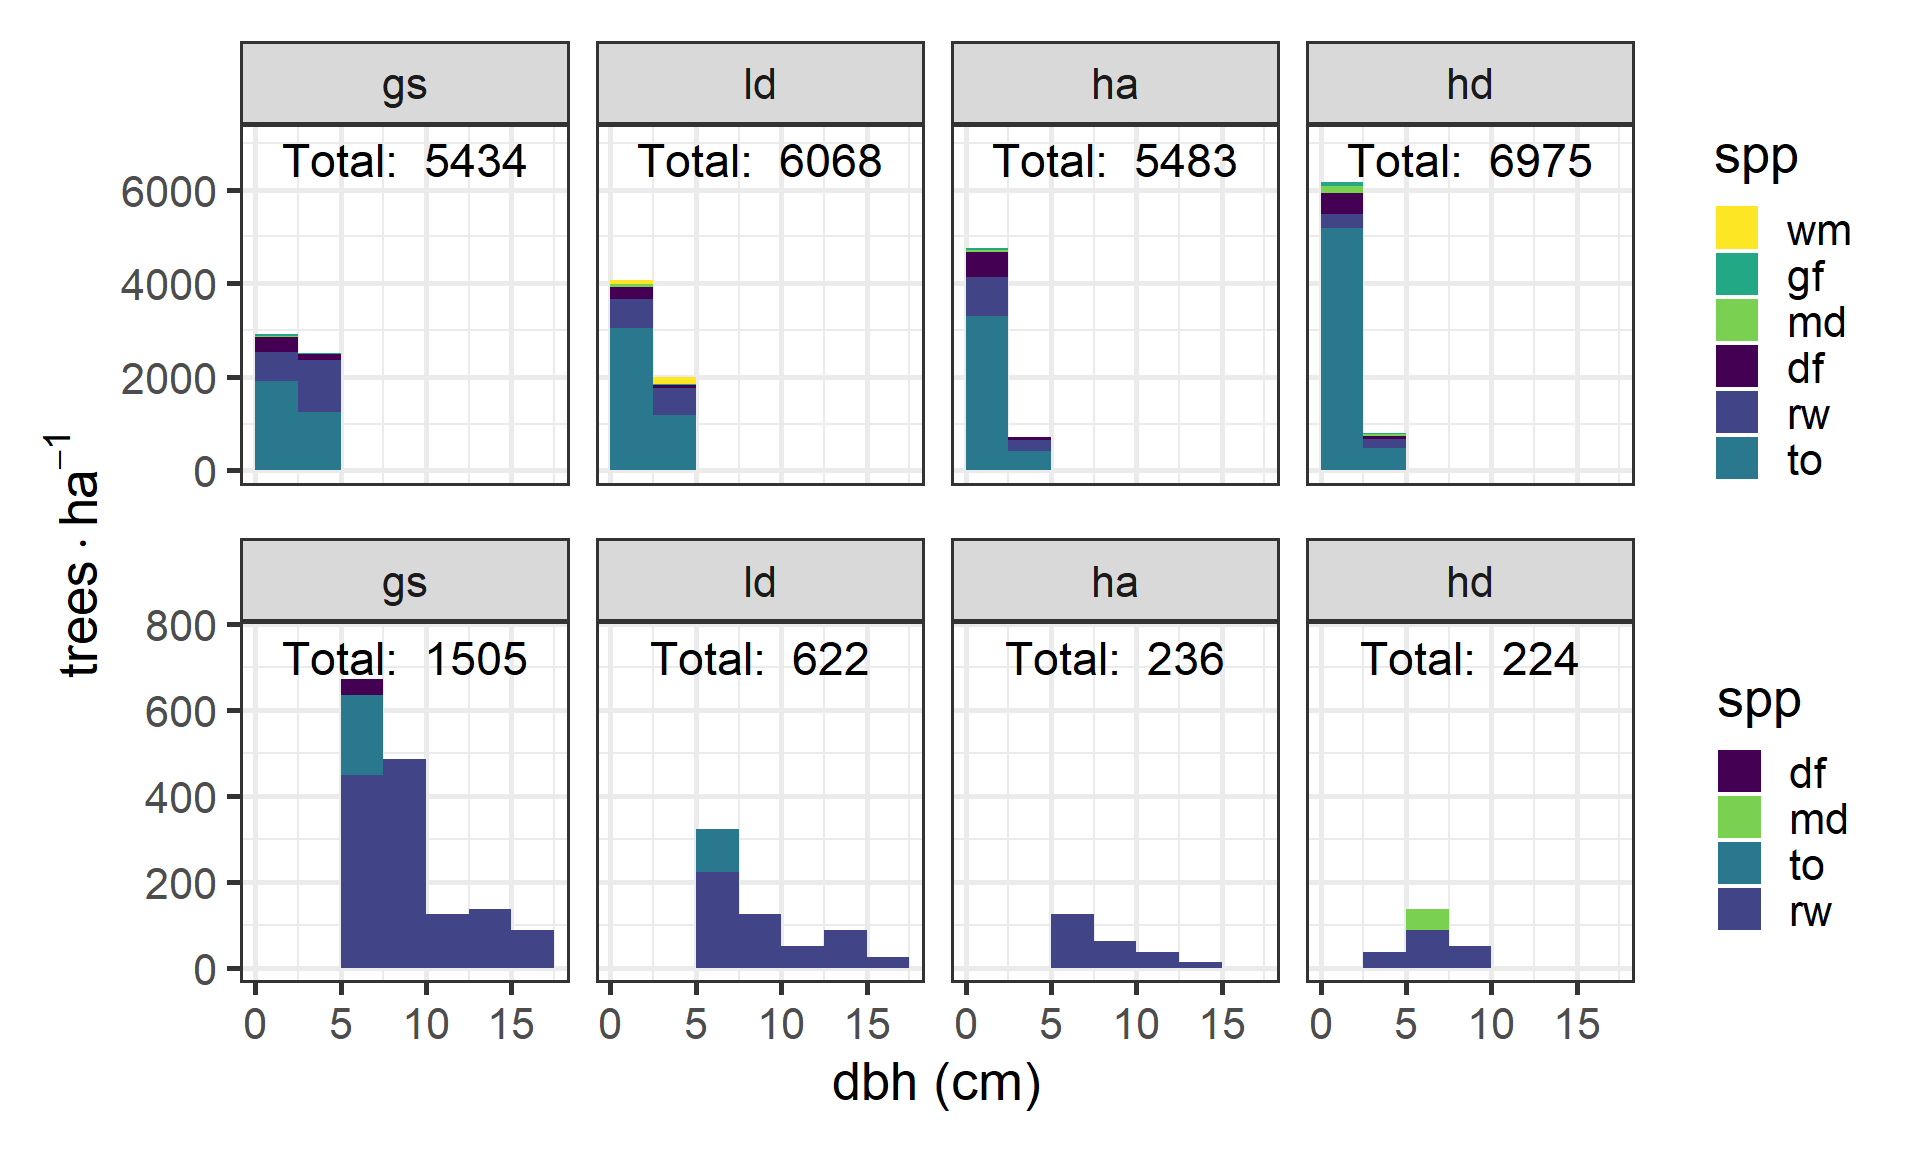 gs ld ha hd
Total: 5434 Total: 6068 Total: 5483 Total: 6975
6000
4000
2000
0
spp
wm
gf
md
df
rw
to
trees · ha⁻¹
gs ld ha hd
Total: 1505 Total: 622 Total: 236 Total: 224
800
600
400
200
0
spp
df
md
to
rw
0 5 10 15 0 5 10 15 0 5 10 15 0 5 10 15
dbh (cm)